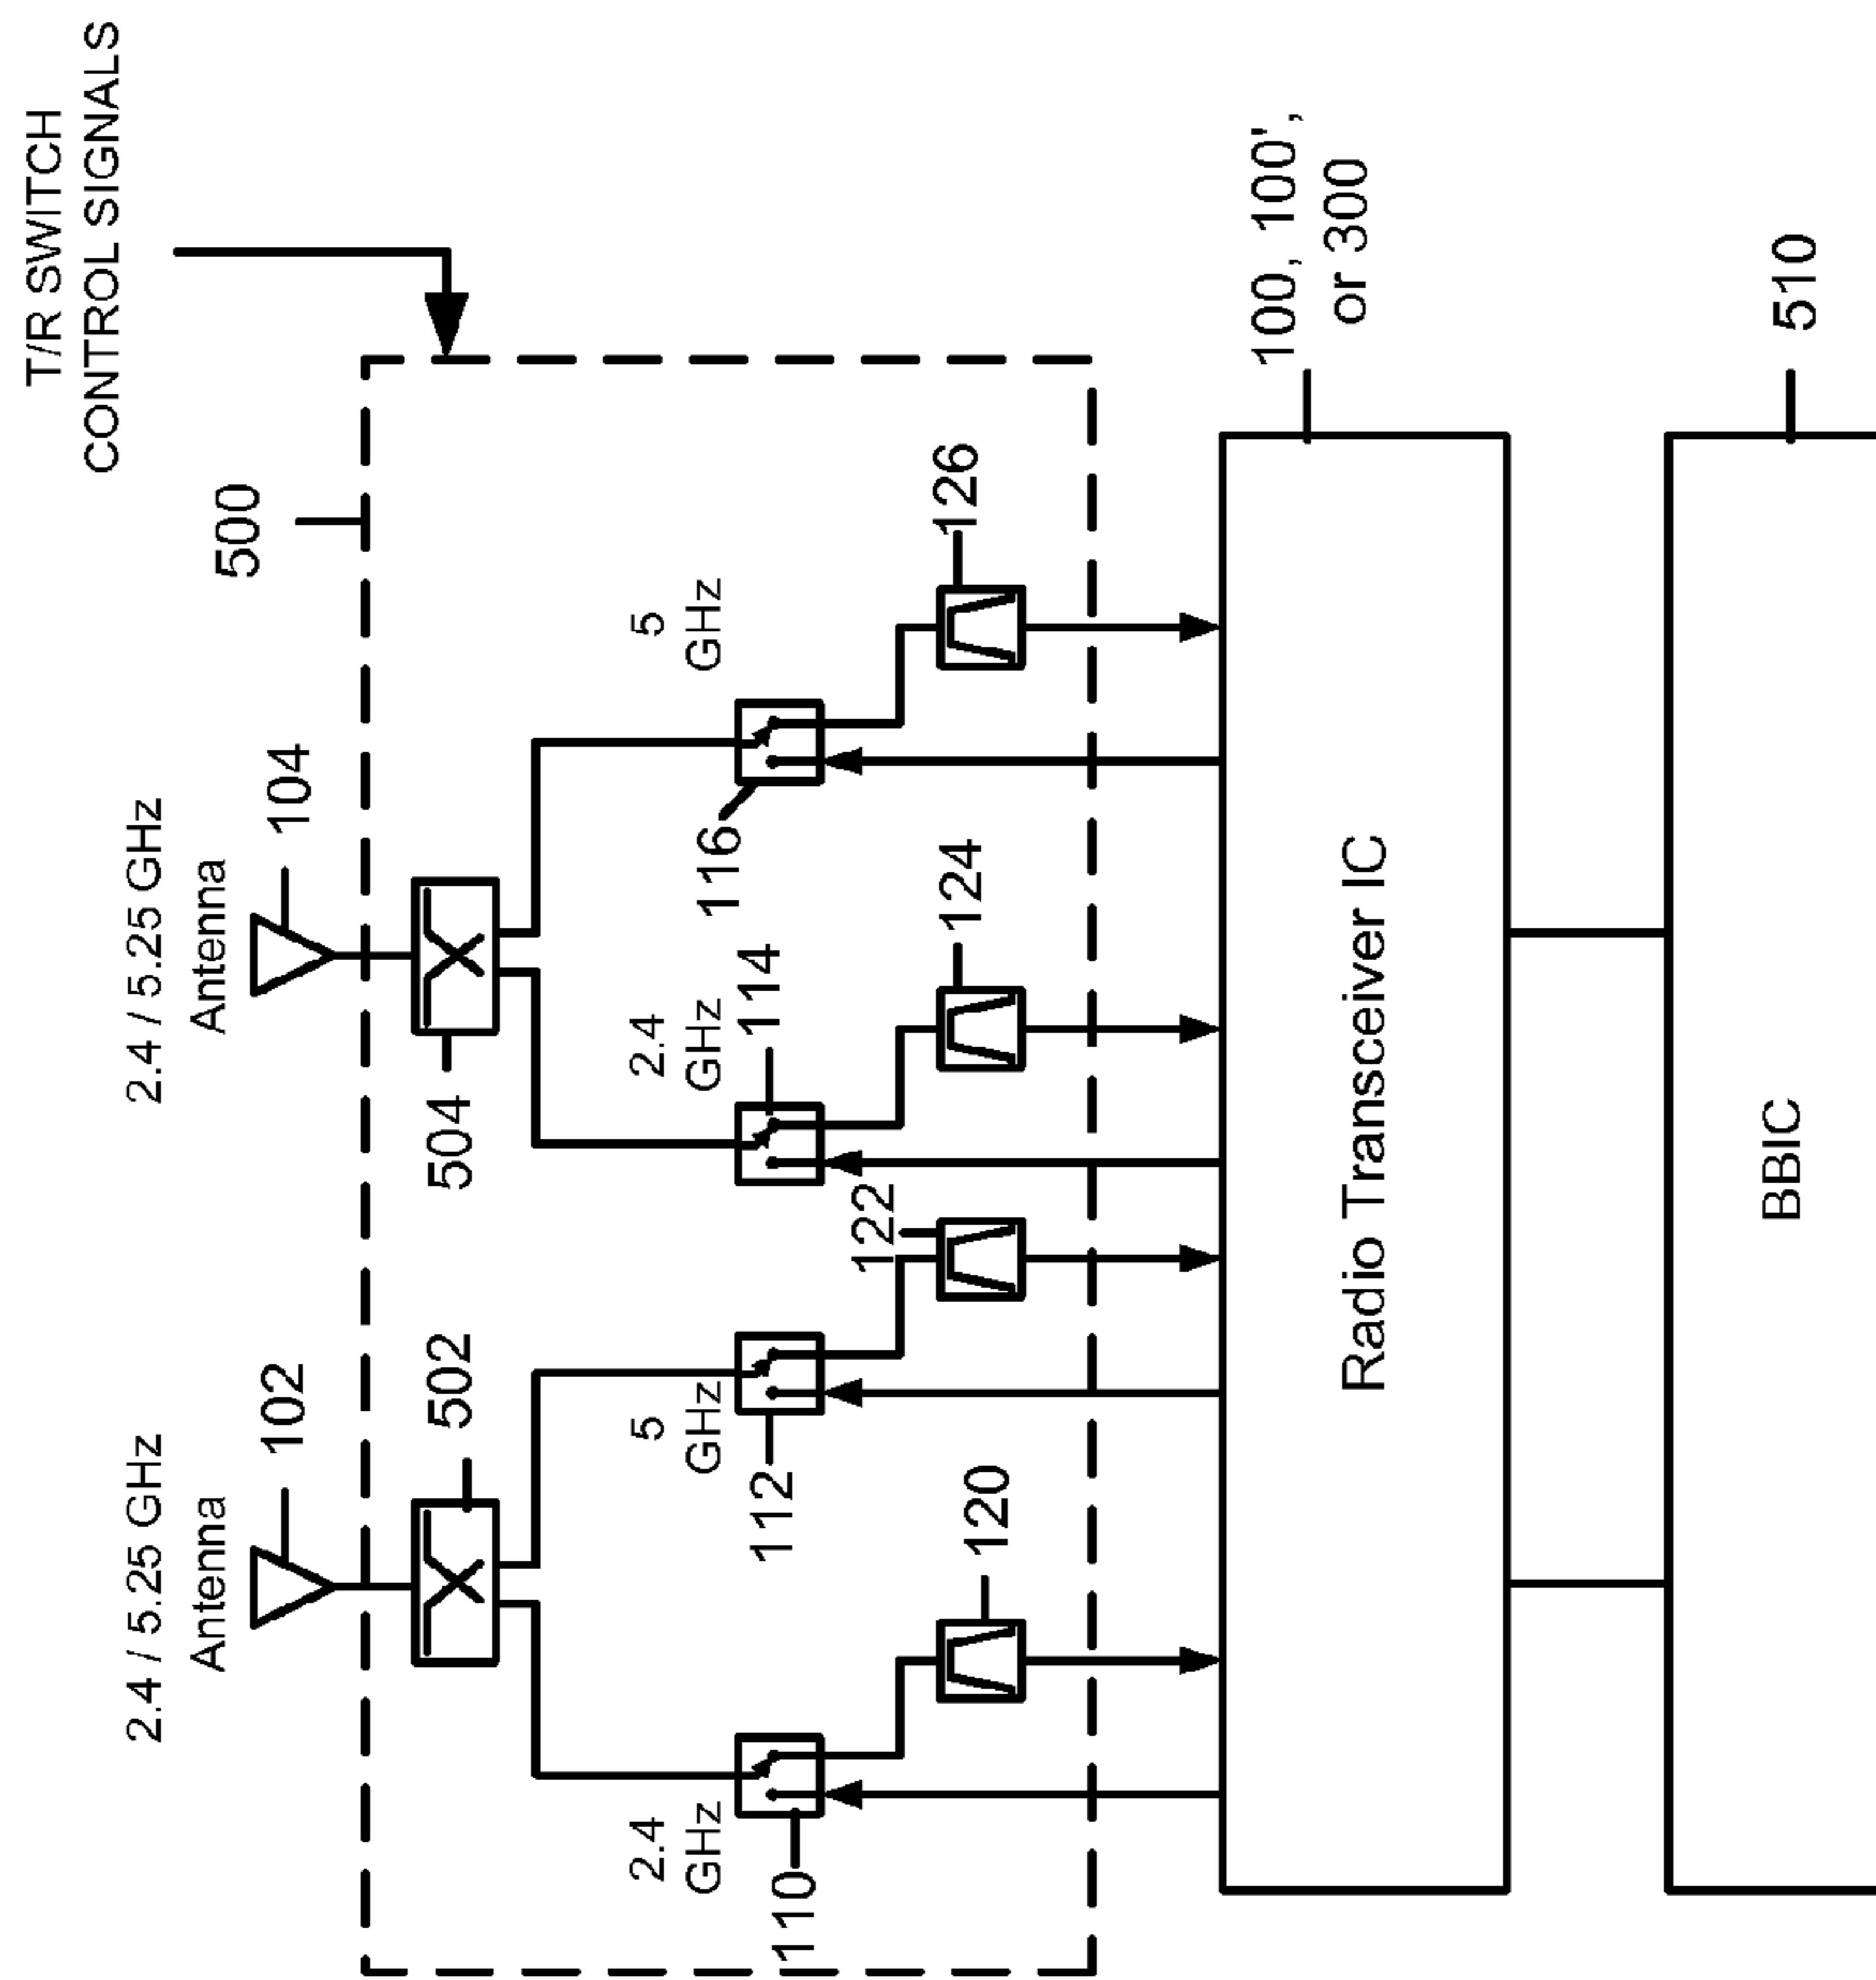 T/R SWITCH
CONTROL SIGNALS
2.4 / 5.25 GHz
Antenna
102
2.4 / 5.25 GHz
Antenna
104
500
502
504
2.4
GHz
110
5
GHz
112
2.4
GHz
114
5
GHz
116
120
122
124
126
Radio Transceiver IC
100, 100',
or 300
BBIC
510